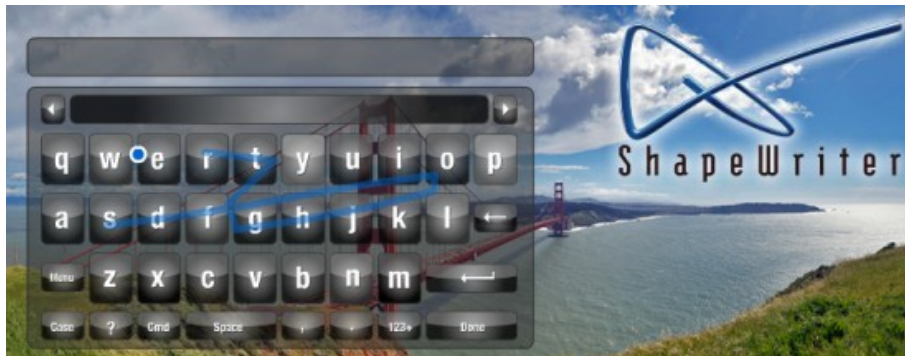 q w e r t y u i o p
ShapeWriter
a s d f g h j k l
Menu z x c v b n m
Case ? Cmd Space , . 123+ Done